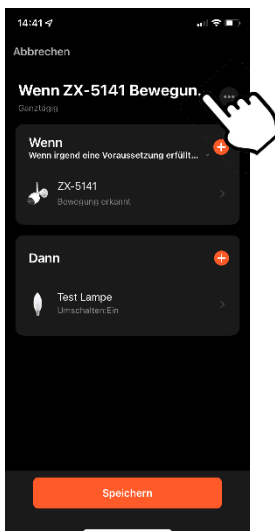 14:41
Abbrechen
Wenn ZX-5141 Bewegun.
Ganztägig
Wenn
Wenn irgend eine Voraussetzung erfüllt...
ZX-5141
Bewegung erkannt
Dann
Test Lampe
Umschalten:Ein
Speichern